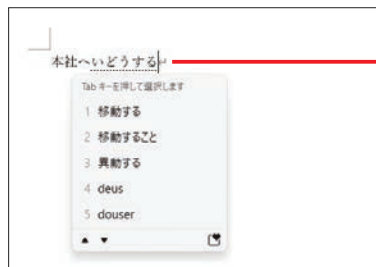 本社へいどうする
Tab キーを押して選択します
1 移動する
2 移動すること
3 異動する
4 deus
5 douser